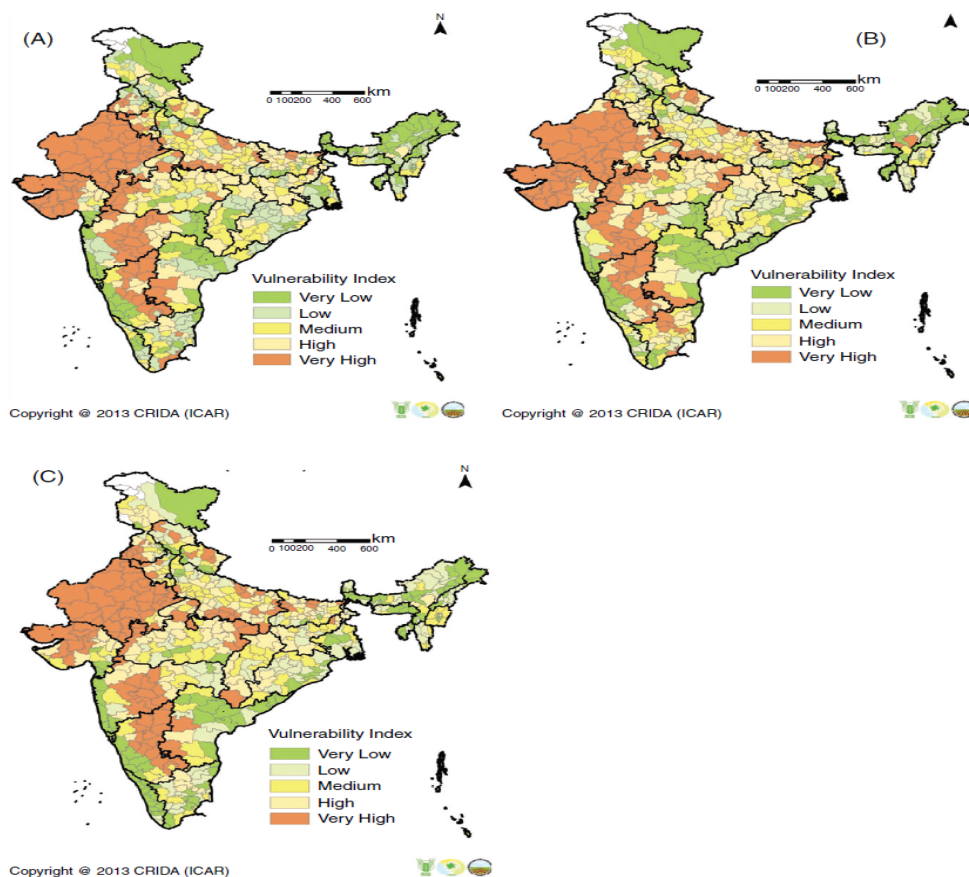 (A)
N
km
0 100200 400 600
Vulnerability Index
Very Low
Low
Medium
High
Very High
Copyright @ 2013 CRIDA (ICAR)
(B)
km
0 100200 400 600
Vulnerability Index
Very Low
Low
Medium
High
Very High
Copyright @ 2013 CRIDA (ICAR)
(C)
N
km
0 100200 400 600
Vulnerability Index
Very Low
Low
Medium
High
Very High
Copyright @ 2013 CRIDA (ICAR)